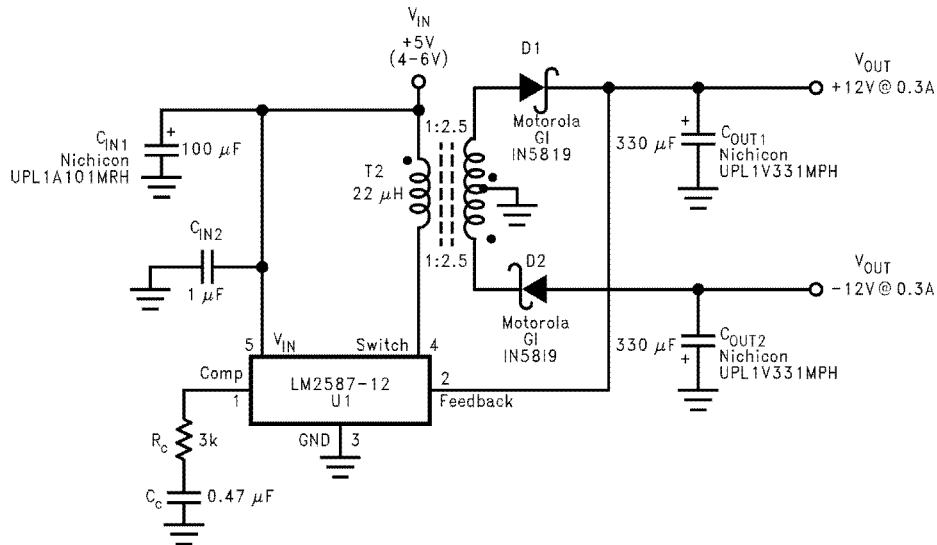 V_IN
+5V
(4-6V)
D1
V_OUT
+12V @ 0.3A
Motorola
GI
IN5819
C_IN1
Nichicon
UPL1A101MRH
+
100 μF
T2
22 μH
1:2.5
1:2.5
330 μF
+
C_OUT1
Nichicon
UPL1V331MPH
C_IN2
1 μF
D2
Motorola
GI
IN5819
V_OUT
-12V @ 0.3A
330 μF
+
C_OUT2
Nichicon
UPL1V331MPH
5
V_IN
Switch
4
Comp
1
LM2587-12
U1
2
Feedback
GND
3
R_c
3k
C_c
0.47 μF